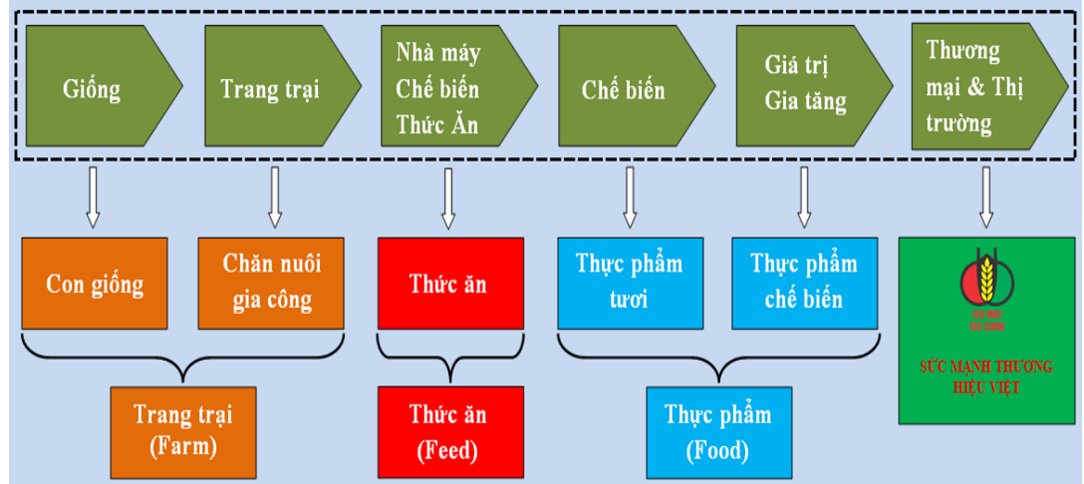 Giống
Trang trại
Nhà máy
Chế biến
Thức Ăn
Chế biến
Giá trị
Gia tăng
Thương
mại & Thị
trường
Con giống
Chăn nuôi
gia công
Thức ăn
Thực phẩm
tươi
Thực phẩm
chế biến
SỨC MẠNH THƯƠNG
HIỆU VIỆT
Trang trại
(Farm)
Thức ăn
(Feed)
Thực phẩm
(Food)